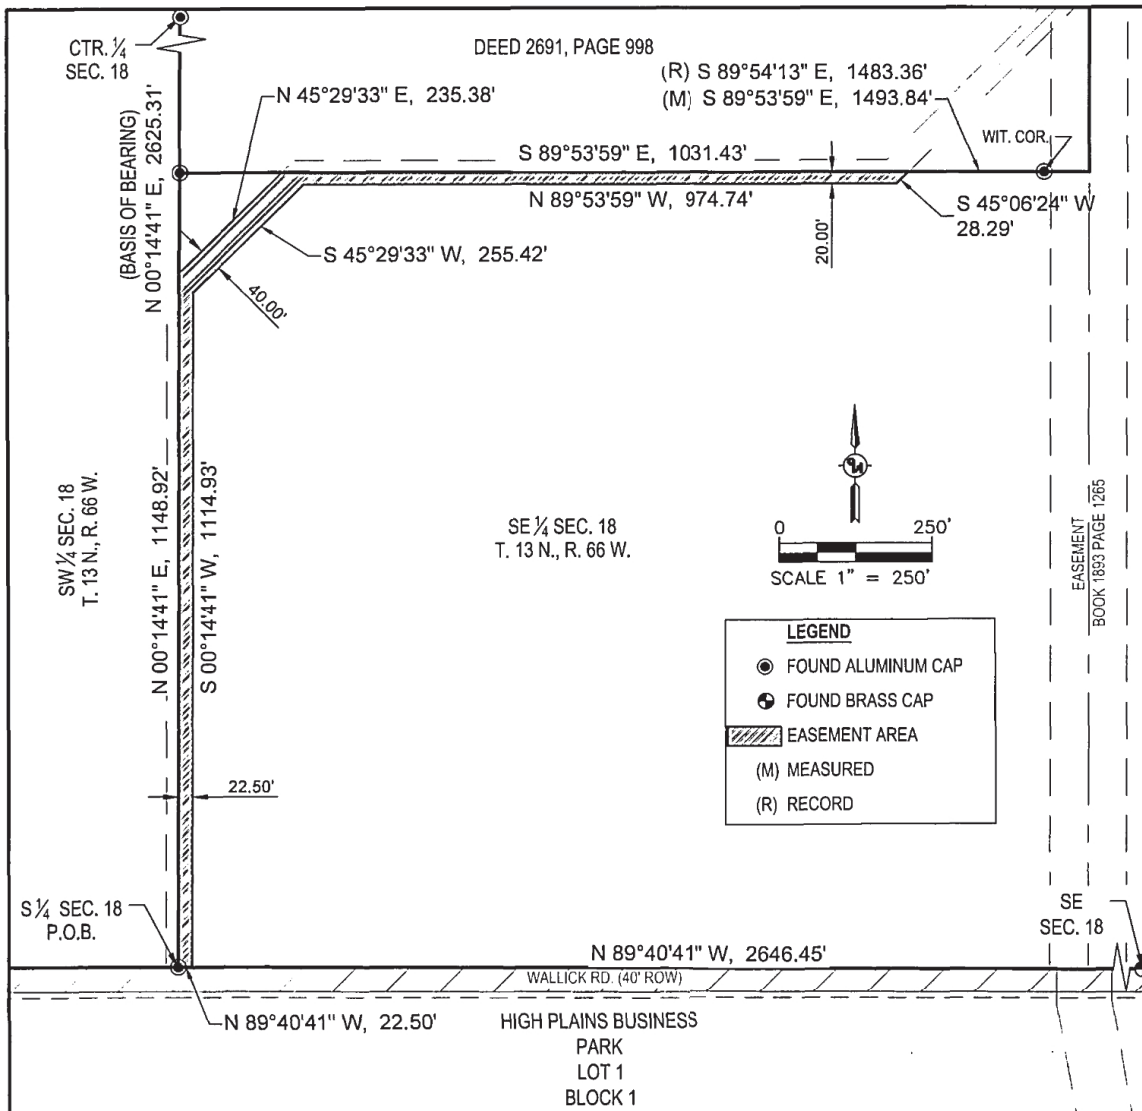 CTR. 1/4
SEC. 18
DEED 2691, PAGE 998
(R) S 89°54'13" E, 1483.36'
(M) S 89°53'59" E, 1493.84'
N 45°29'33" E, 235.38'
WIT. COR.
S 89°53'59" E, 1031.43'
N 89°53'59" W, 974.74'
S 45°06'24" W
28.29'
20.00'
(BASIS OF BEARING)
N 00°14'41" E, 2625.31'
S 45°29'33" W, 255.42'
40.00'
SW 1/4 SEC. 18
T. 13 N., R. 66 W.
N 00°14'41" E, 1148.92'
S 00°14'41" W, 1114.93'
SE 1/4 SEC. 18
T. 13 N., R. 66 W.
N
0 250'
SCALE 1" = 250'
EASEMENT
BOOK 1893 PAGE 1265
LEGEND
FOUND ALUMINUM CAP
FOUND BRASS CAP
EASEMENT AREA
(M) MEASURED
(R) RECORD
22.50'
S 1/4 SEC. 18
P.O.B.
SE
SEC. 18
N 89°40'41" W, 2646.45'
WALLICK RD. (40' ROW)
N 89°40'41" W, 22.50'
HIGH PLAINS BUSINESS
PARK
LOT 1
BLOCK 1